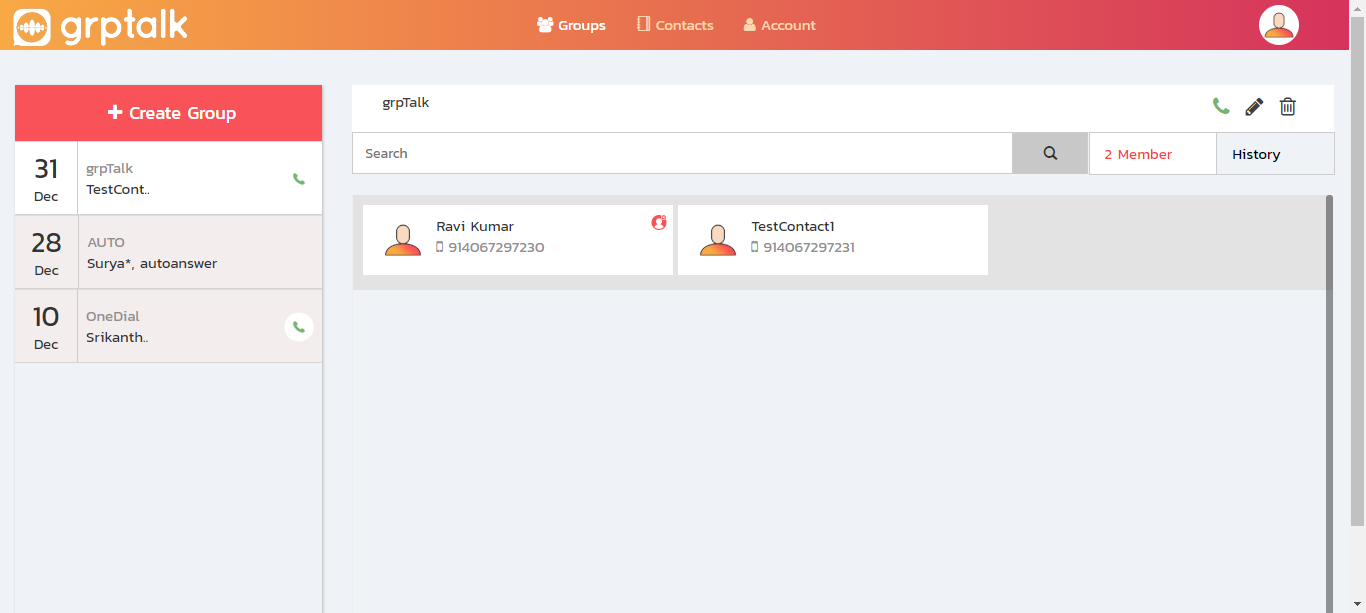 grptalk
Groups
Contacts
Account
Create Group
31
Dec
grpTalk
TestCont..
28
Dec
AUTO
Surya*, autoanswer
10
Dec
OneDial
Srikanth..
grpTalk
Search
2 Member
History
Ravi Kumar
914067297230
TestContact1
914067297231